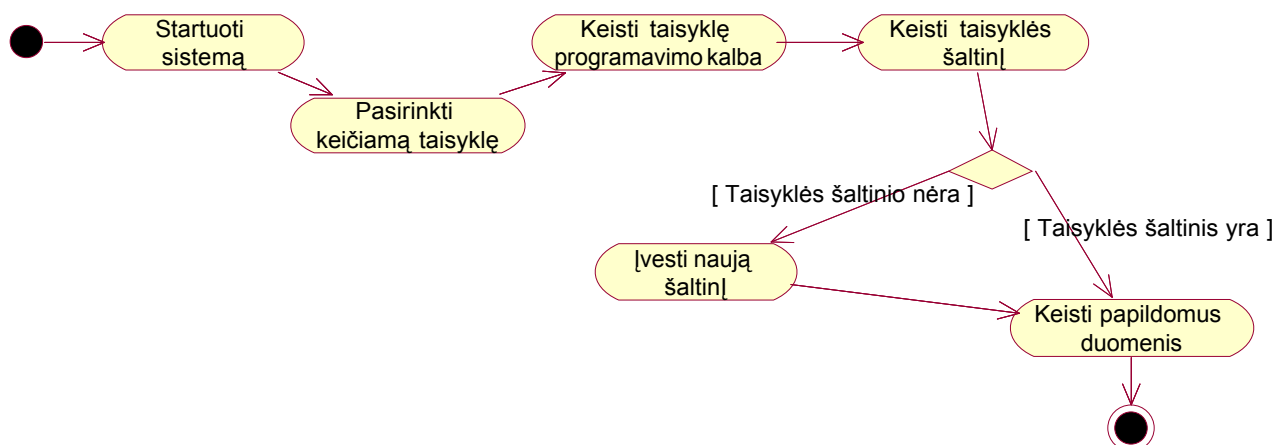 Startuoti
sistemą
Pasirinkti
keičiamą taisyklę
Keisti taisyklę
programavimo kalba
Keisti taisyklės
šaltinį
[ Taisyklės šaltinio nėra ]
[ Taisyklės šaltinis yra ]
Įvesti naują
šaltinį
Keisti papildomus
duomenis